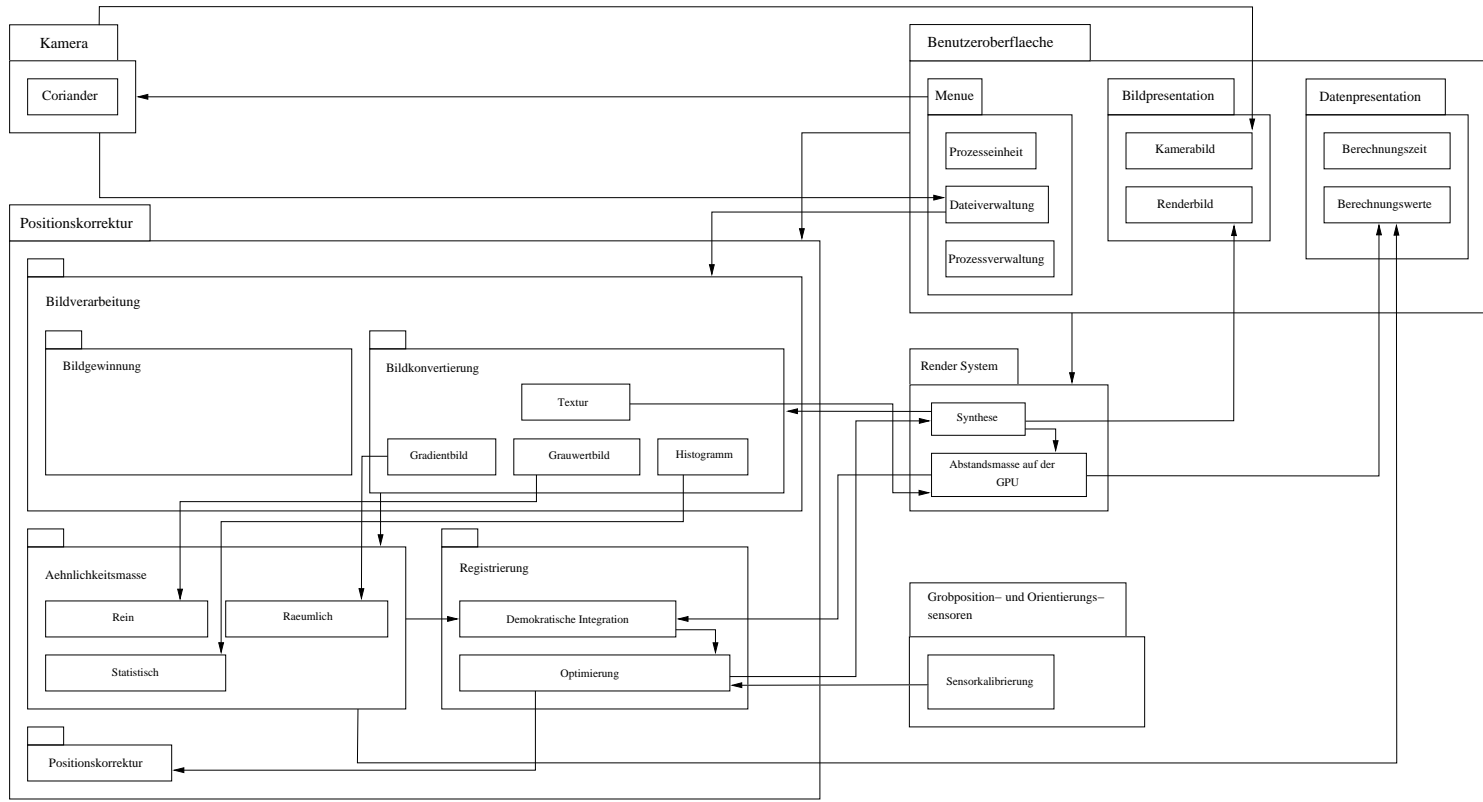 Kamera
Coriander
Benutzeroberflaeche
Menue
Prozesseinheit
Dateiverwaltung
Prozessverwaltung
Bildpresentation
Kamerabild
Renderbild
Datenpresentation
Berechnungszeit
Berechnungswerte
Positionskorrektur
Bildverarbeitung
Bildgewinnung
Bildkonvertierung
Textur
Gradientbild
Grauwertbild
Histogramm
Render System
Synthese
Abstandsmasse auf der
GPU
Aehnlichkeitsmasse
Rein
Raeumlich
Statistisch
Registrierung
Demokratische Integration
Optimierung
Grobposition– und Orientierungs–
sensoren
Sensorkalibrierung
Positionskorrektur